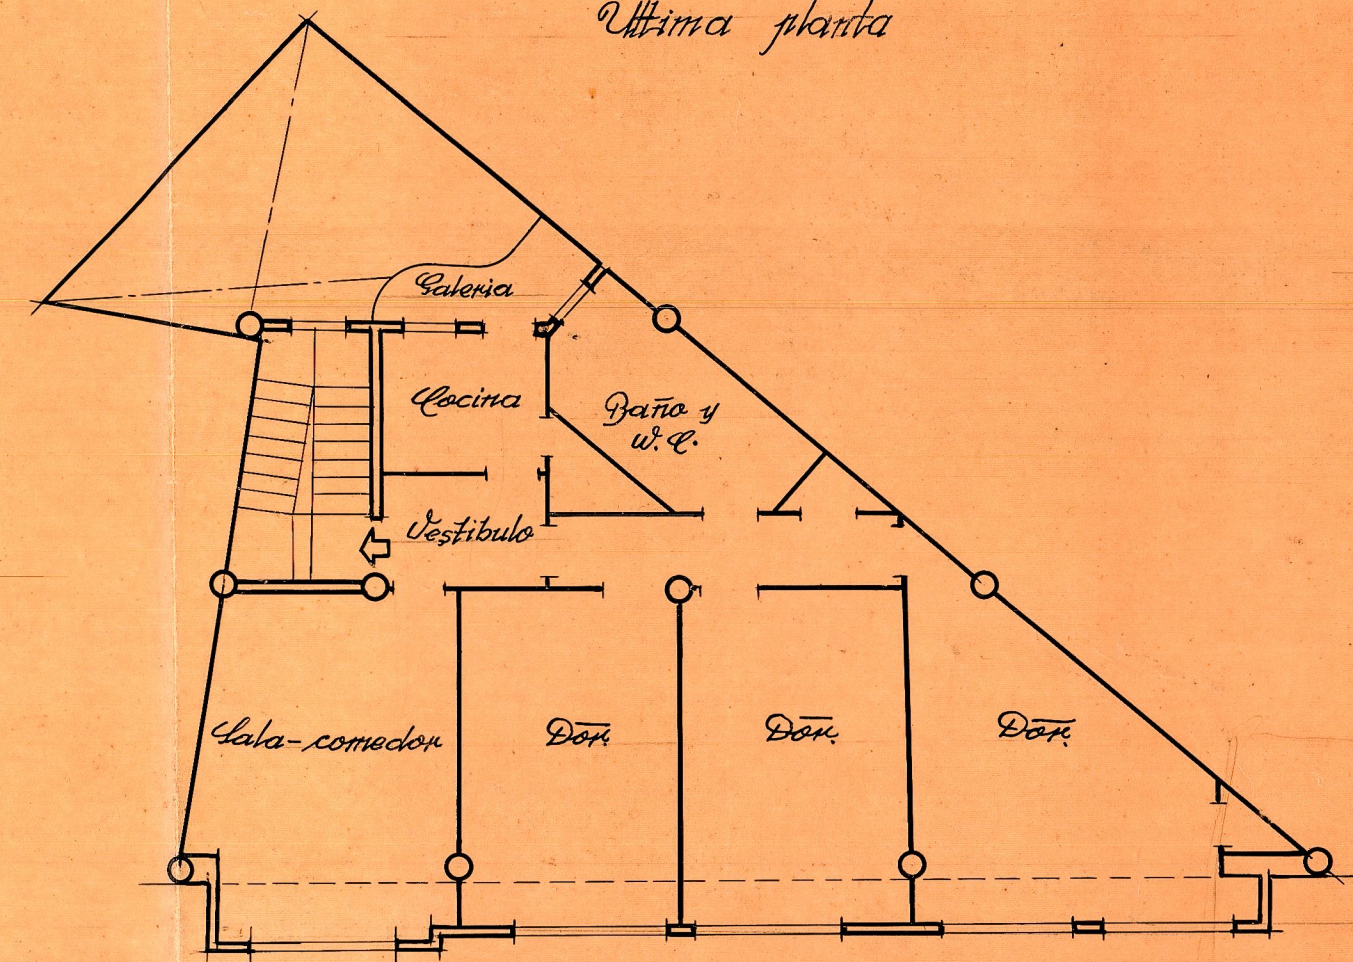 Ultima planta
Galeria
Cocina
Baño y
W.C.
Vestibulo
Sala-comedor
Dor.
Dor.
Dor.